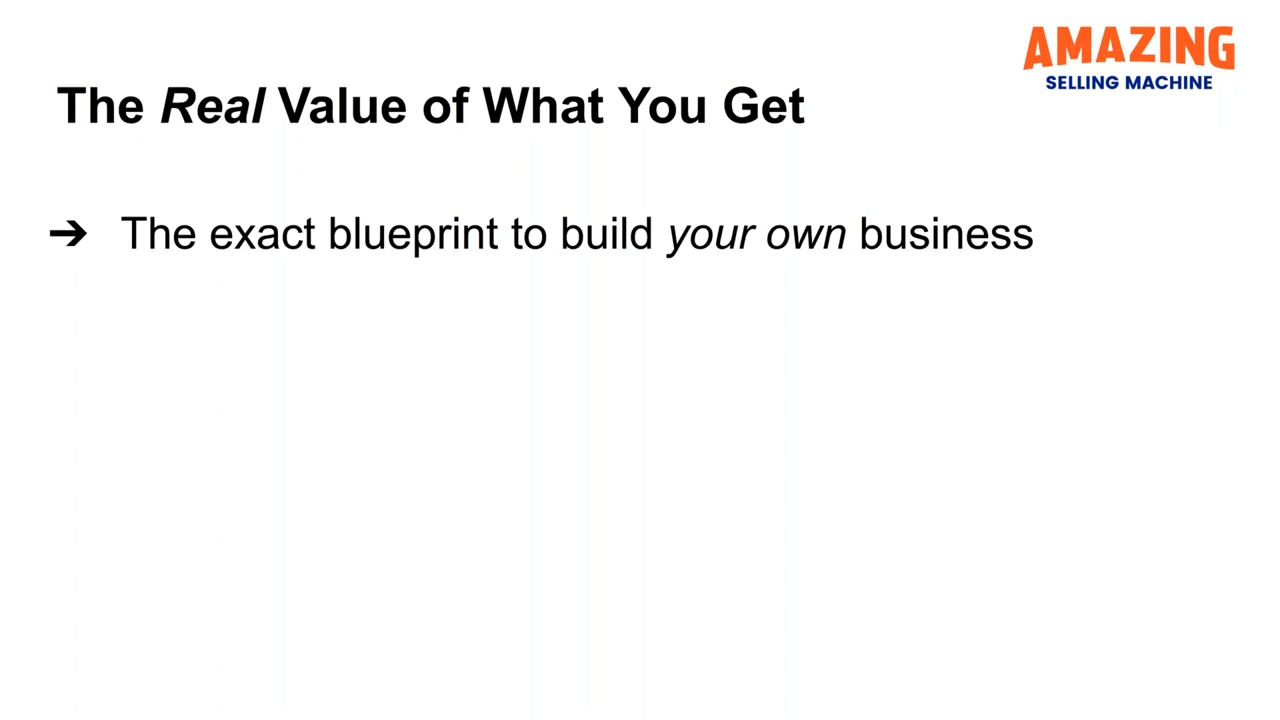 AMAZING
SELLING MACHINE
The Real Value of What You Get
➔ The exact blueprint to build your own business